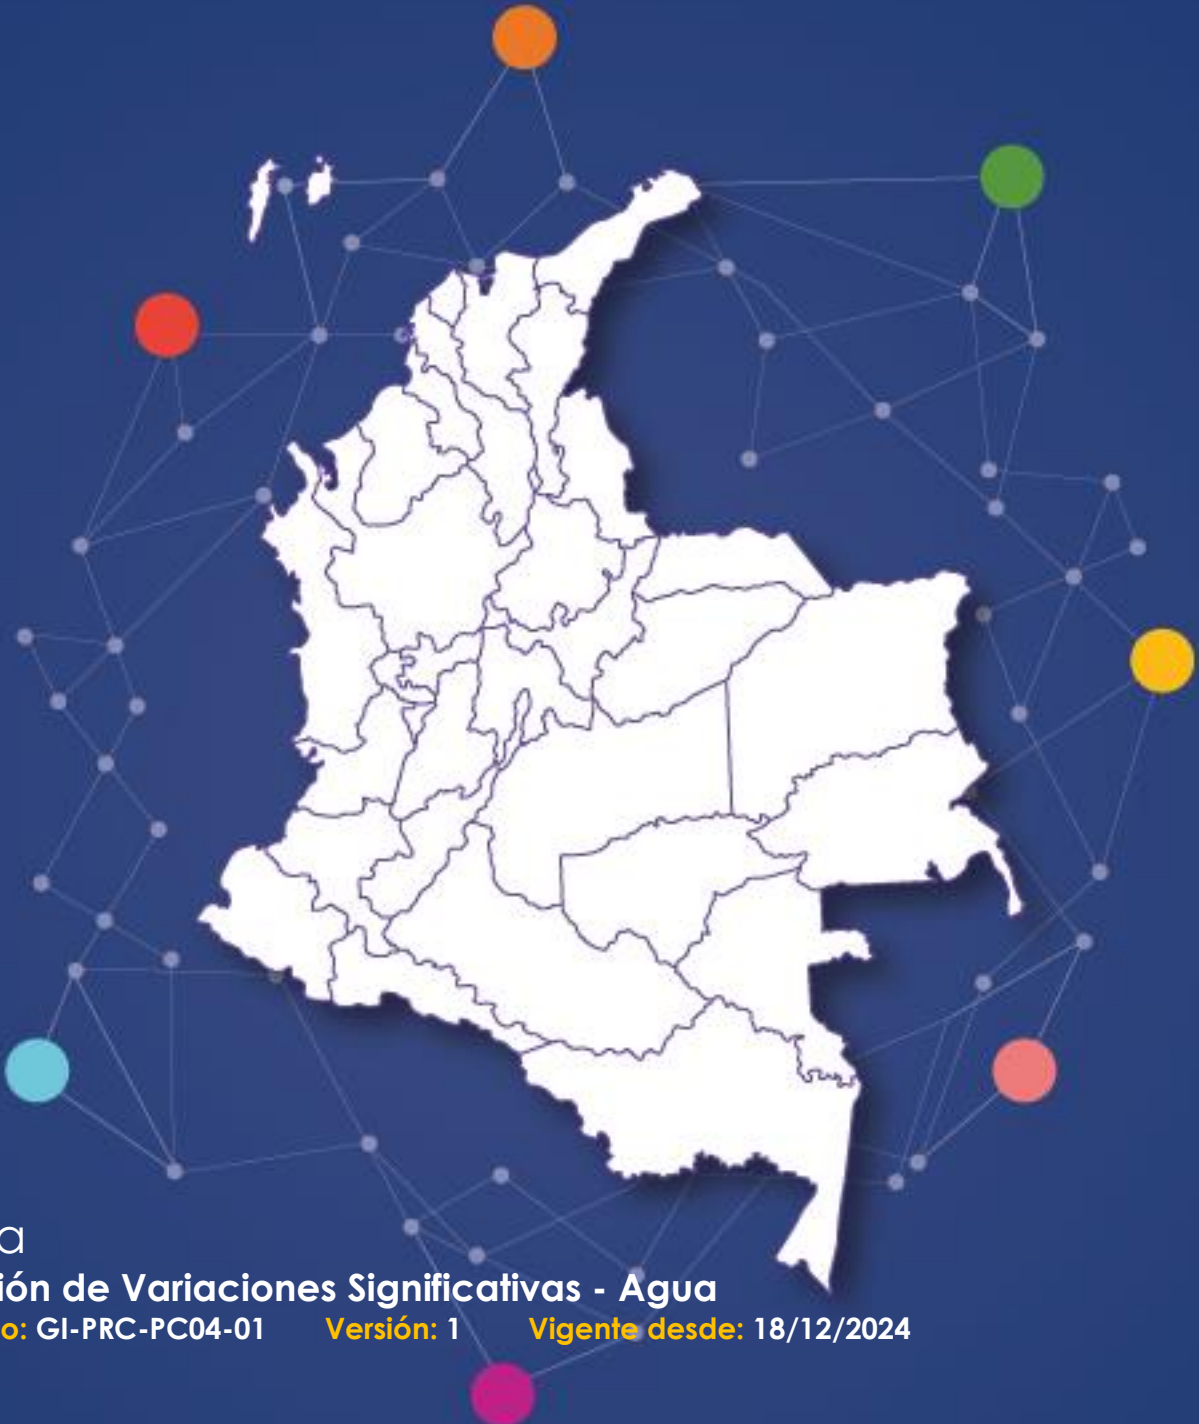 a
ión de Variaciones Significativas - Agua
o: GI-PRC-PC04-01 Versión: 1 Vigente desde: 18/12/2024